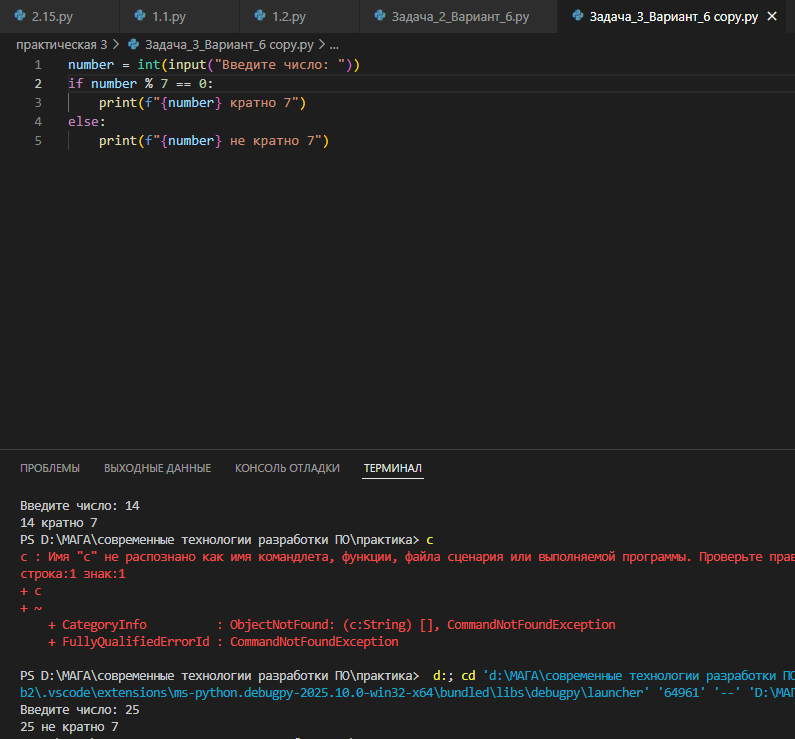 2.15.py 1.1.py 1.2.py Задача_2_Вариант_6.py Задача_3_Вариант_6 copy.py
практическая 3 > Задача_3_Вариант_6 copy.py > ...
1 number = int(input("Введите число: "))
2 if number % 7 == 0:
3 print(f"{number} кратно 7")
4 else:
5 print(f"{number} не кратно 7")
ПРОБЛЕМЫ ВЫХОДНЫЕ ДАННЫЕ КОНСОЛЬ ОТЛАДКИ ТЕРМИНАЛ
Введите число: 14
14 кратно 7
PS D:\МАГА\современные технологии разработки ПО\практика> c
c : Имя "c" не распознано как имя командлета, функции, файла сценария или выполняемой программы. Проверьте прав
строка:1 знак:1
+ c
+ ~
+ CategoryInfo : ObjectNotFound: (c:String) [], CommandNotFoundException
+ FullyQualifiedErrorId : CommandNotFoundException
PS D:\МАГА\современные технологии разработки ПО\практика> d:; cd 'd:\МАГА\современные технологии разработки ПО
b2\.vscode\extensions\ms-python.debugpy-2025.10.0-win32-x64\bundled\libs\debugpy\launcher' '64961' '--' 'D:\МАГ
Введите число: 25
25 не кратно 7